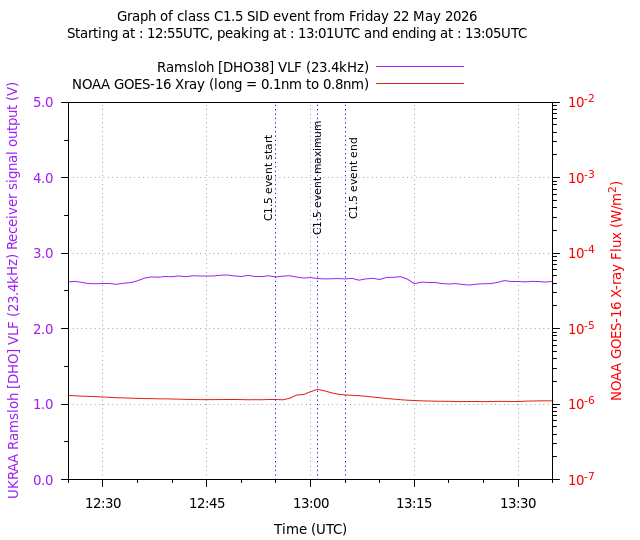 Graph of class C1.5 SID event from Friday 22 May 2026
Starting at : 12:55UTC, peaking at : 13:01UTC and ending at : 13:05UTC
Ramsloh [DHO38] VLF (23.4kHz)
NOAA GOES-16 Xray (long = 0.1nm to 0.8nm)
UKRAA Ramsloh [DHO] VLF (23.4kHz) Receiver signal output (V)
5.0
4.0
3.0
2.0
1.0
0.0
C1.5 event start
C1.5 event maximum
C1.5 event end
10-2
10-3
10-4
10-5
10-6
10-7
NOAA GOES-16 X-ray Flux (W/m2)
12:30
12:45
13:00
13:15
13:30
Time (UTC)